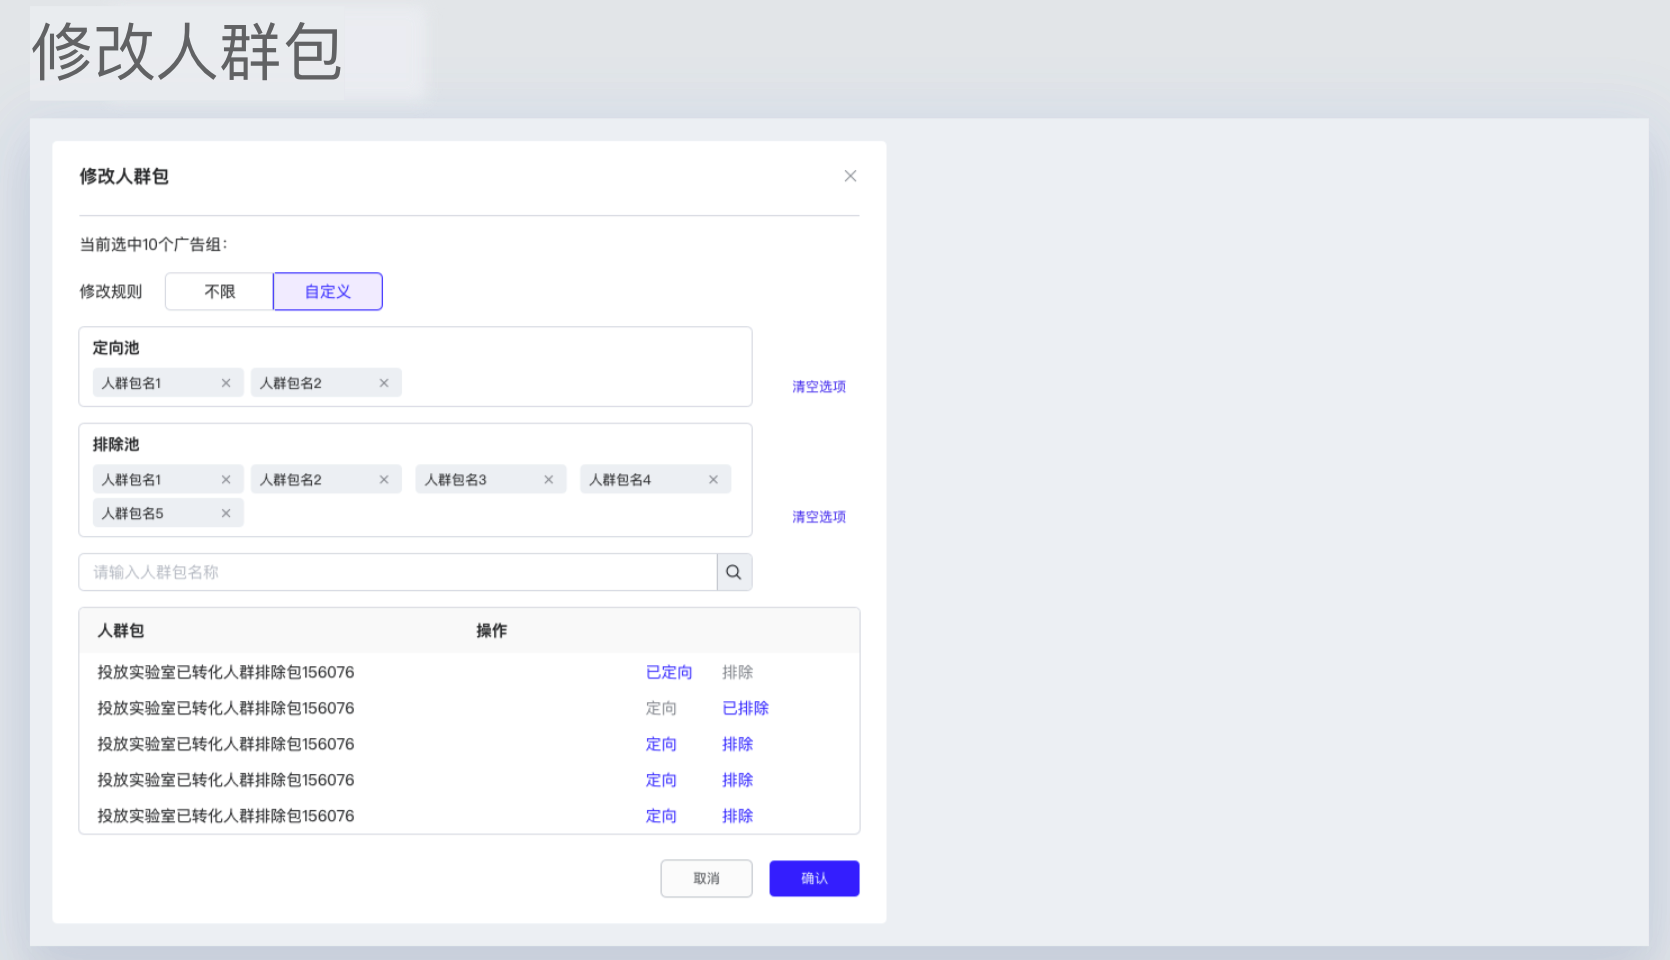 修改人群包
修改人群包
当前选中10个广告组:
修改规则 不限 自定义
定向池
人群包名1 人群包名2
清空选项
排除池
人群包名1 人群包名2 人群包名3 人群包名4
人群包名5
清空选项
请输入人群包名称
人群包 操作
投放实验室已转化人群排除包156076 已定向 排除
投放实验室已转化人群排除包156076 定向 已排除
投放实验室已转化人群排除包156076 定向 排除
投放实验室已转化人群排除包156076 定向 排除
投放实验室已转化人群排除包156076 定向 排除
取消 确认